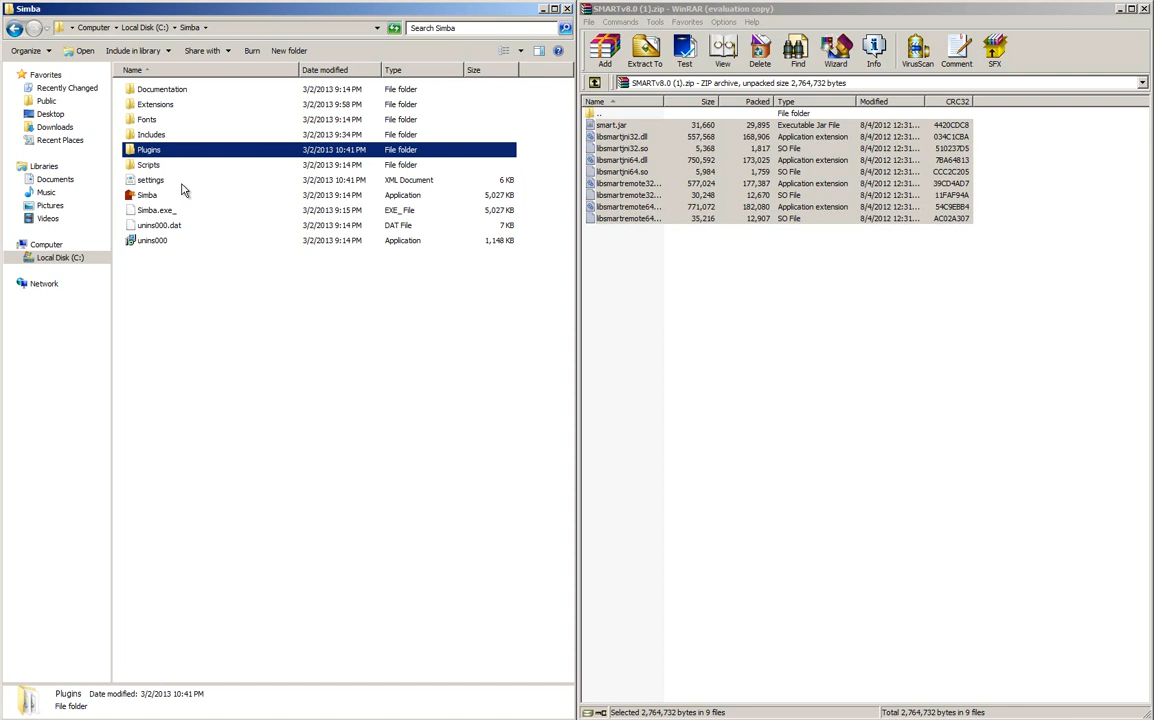 Simba
Computer Local Disk (C:) Simba
Search Simba
Organize Open Include in library Share with Burn New folder
Name Date modified Type Size
Favorites
Recently Changed
Public
Desktop
Downloads
Recent Places
Libraries
Documents
Music
Pictures
Videos
Computer
Local Disk (C:)
Network
Documentation 3/2/2013 9:14 PM File folder
Extensions 3/2/2013 9:58 PM File folder
Fonts 3/2/2013 9:14 PM File folder
Includes 3/2/2013 9:34 PM File folder
Plugins 3/2/2013 10:41 PM File folder
Scripts 3/2/2013 9:14 PM File folder
settings 3/2/2013 10:41 PM XML Document 6 KB
Simba 3/2/2013 9:14 PM Application 5,027 KB
Simba.exe_ 3/2/2013 9:15 PM EXE_ File 5,027 KB
unins000.dat 3/2/2013 9:14 PM DAT File 7 KB
unins000 3/2/2013 9:14 PM Application 1,148 KB
Plugins Date modified: 3/2/2013 10:41 PM
File folder
SMARTv8.0 (1).zip - WinRAR (evaluation copy)
File Commands Tools Favorites Options Help
Add Extract To Test View Delete Find Wizard Info VirusScan Comment SFX
SMARTv8.0 (1).zip - ZIP archive, unpacked size 2,764,732 bytes
Name Size Packed Type Modified CRC32
.. File folder
smart.jar 31,660 29,895 Executable Jar File 8/4/2012 12:31... 4420CDC8
libsmartjni32.dll 557,568 168,906 Application extension 8/4/2012 12:31... 034C1CBA
libsmartjni32.so 5,368 1,817 SO File 8/4/2012 12:31... 510237D5
libsmartjni64.dll 750,592 173,025 Application extension 8/4/2012 12:31... 7BA64813
libsmartjni64.so 5,984 1,759 SO File 8/4/2012 12:31... CCC2C205
libsmartremote32... 577,024 177,387 Application extension 8/4/2012 12:31... 39CD4AD7
libsmartremote32... 30,248 12,670 SO File 8/4/2012 12:31... 11FAF94A
libsmartremote64... 771,072 182,080 Application extension 8/4/2012 12:31... 54C9EBB4
libsmartremote64... 35,216 12,907 SO File 8/4/2012 12:31... AC02A307
Selected 2,764,732 bytes in 9 files
Total 2,764,732 bytes in 9 files